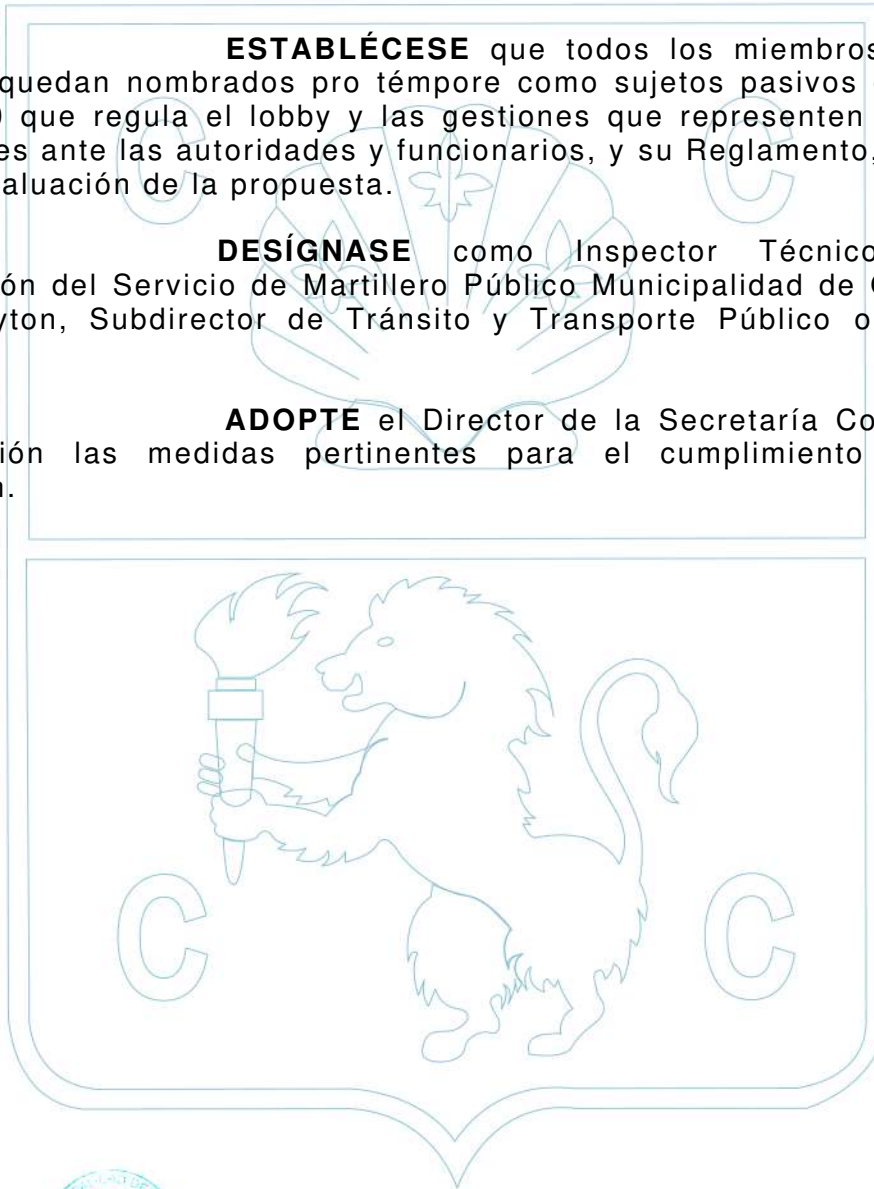 ESTABLÉCESE que todos los miembros
quedan nombrados pro témpore como sujetos pasivos
que regula el lobby y las gestiones que representen
es ante las autoridades y funcionarios, y su Reglamento,
aluación de la propuesta.
DESÍGNASE como Inspector Técnico
ón del Servicio de Martillero Público Municipalidad de
yton, Subdirector de Tránsito y Transporte Público o
ADOPTE el Director de la Secretaría Co
ión las medidas pertinentes para el cumplimiento
C C
C C